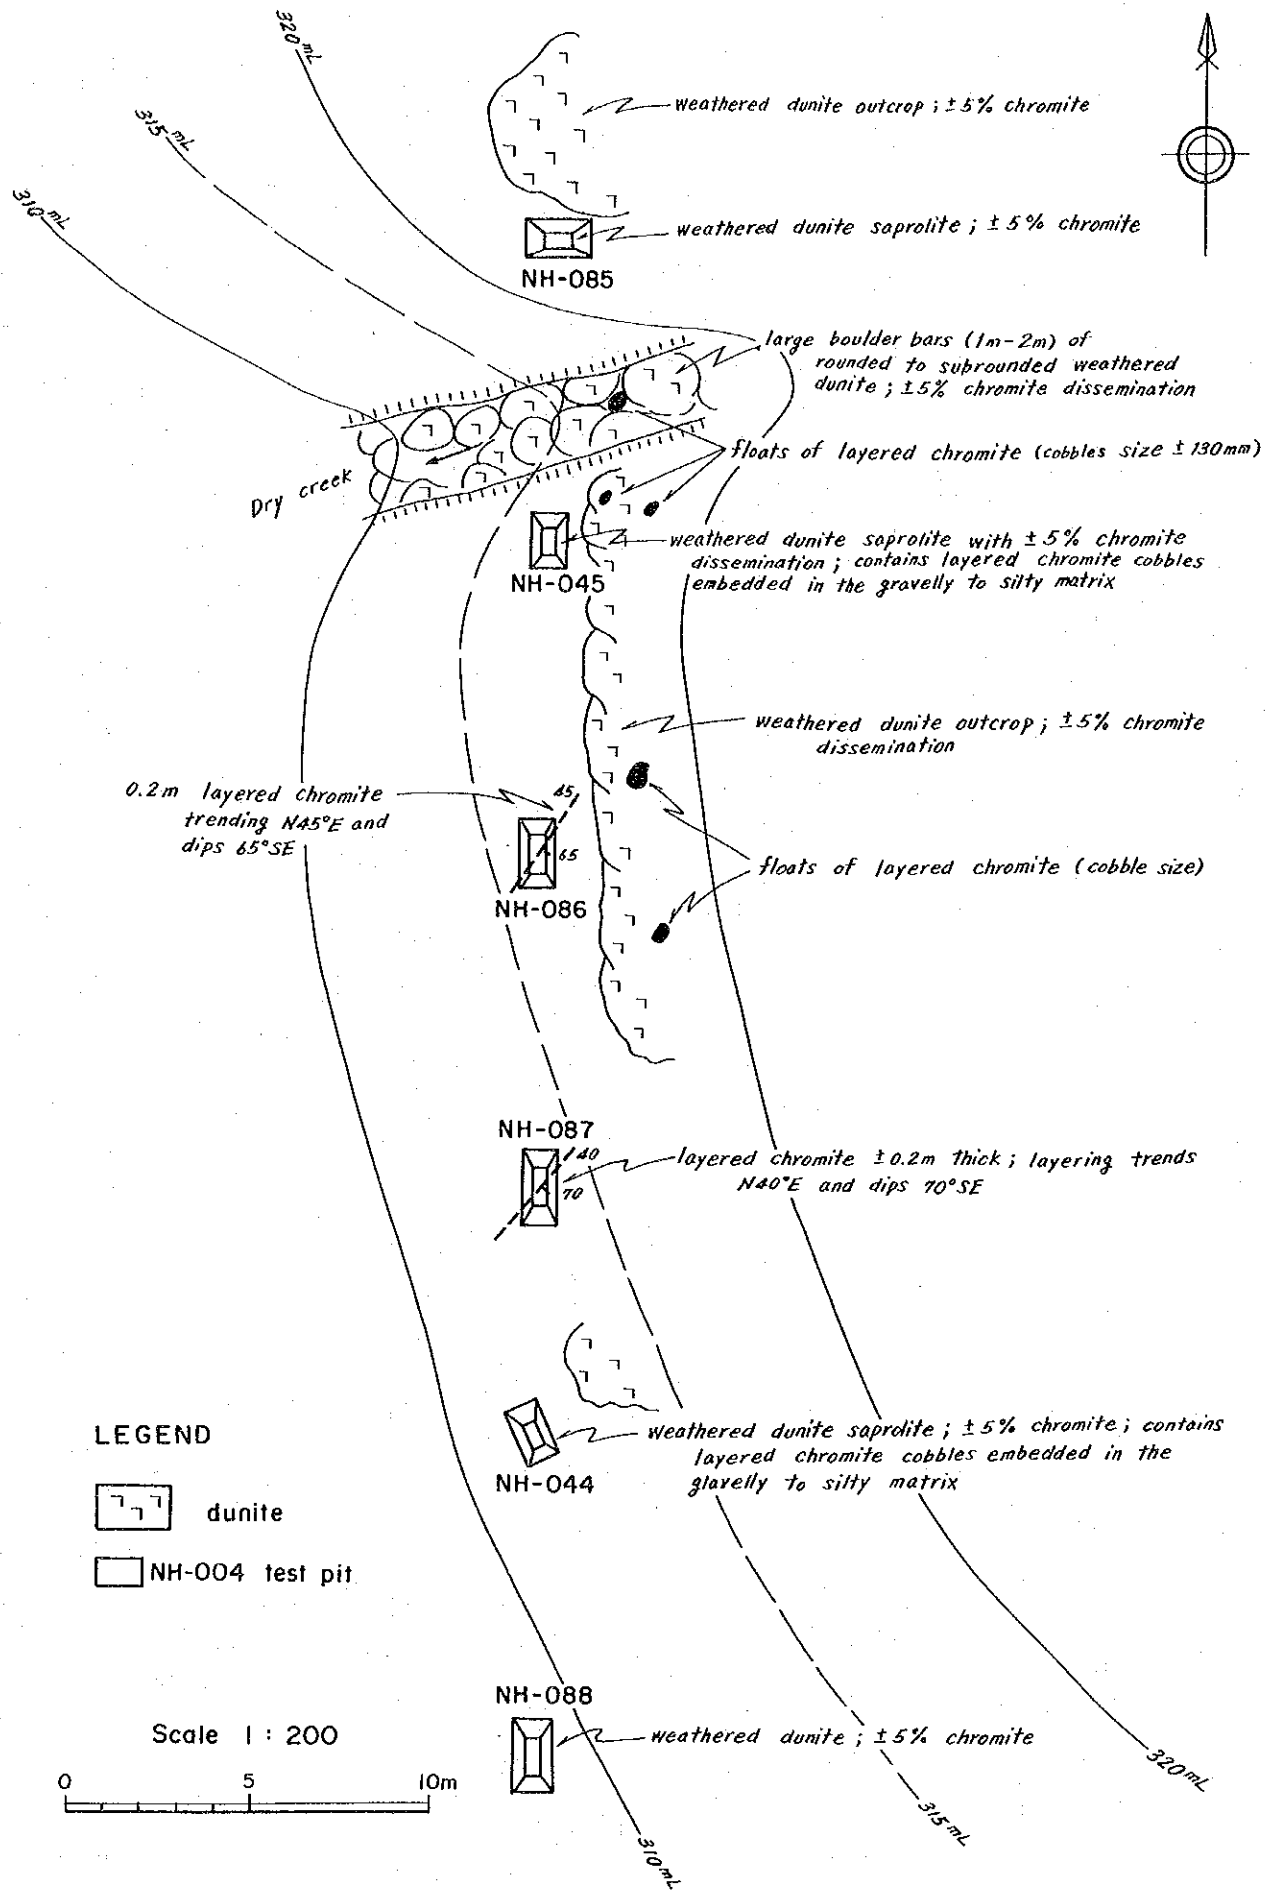 320mL
315mL
310mL
weathered dunite outcrop ; ±5% chromite
weathered dunite saprolite ; ±5% chromite
NH-085
large boulder bars (1m-2m) of
rounded to subrounded weathered
dunite ; ±5% chromite dissemination
floats of layered chromite (cobbles size ±130mm)
Dry creek
weathered dunite saprolite with ±5% chromite
dissemination ; contains layered chromite cobbles
embedded in the gravelly to silty matrix
NH-045
weathered dunite outcrop ; ±5% chromite
dissemination
0.2m layered chromite
trending N45°E and
dips 65°SE
45
65
NH-086
floats of layered chromite (cobble size)
NH-087
40
70
layered chromite ±0.2m thick ; layering trends
N40°E and dips 70°SE
weathered dunite saprolite ; ±5% chromite ; contains
layered chromite cobbles embedded in the
glavelly to silty matrix
NH-044
LEGEND
dunite
NH-004 test pit
NH-088
weathered dunite ; ±5% chromite
Scale 1 : 200
0 5 10m
320mL
315mL
310mL